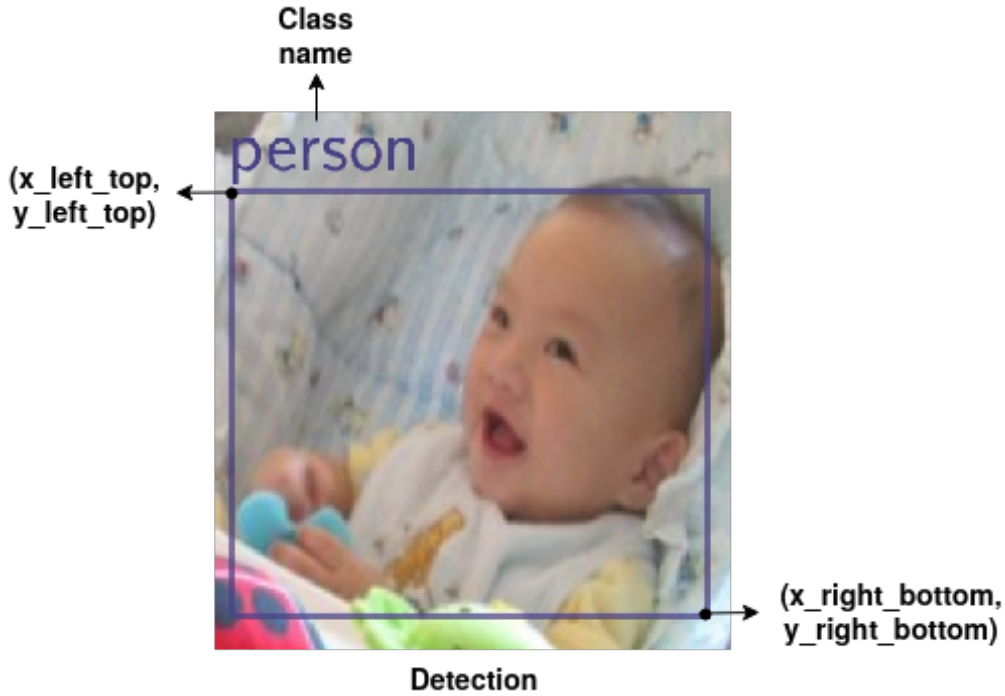 Class
name
person
(x_left_top,
y_left_top)
(x_right_bottom,
y_right_bottom)
Detection